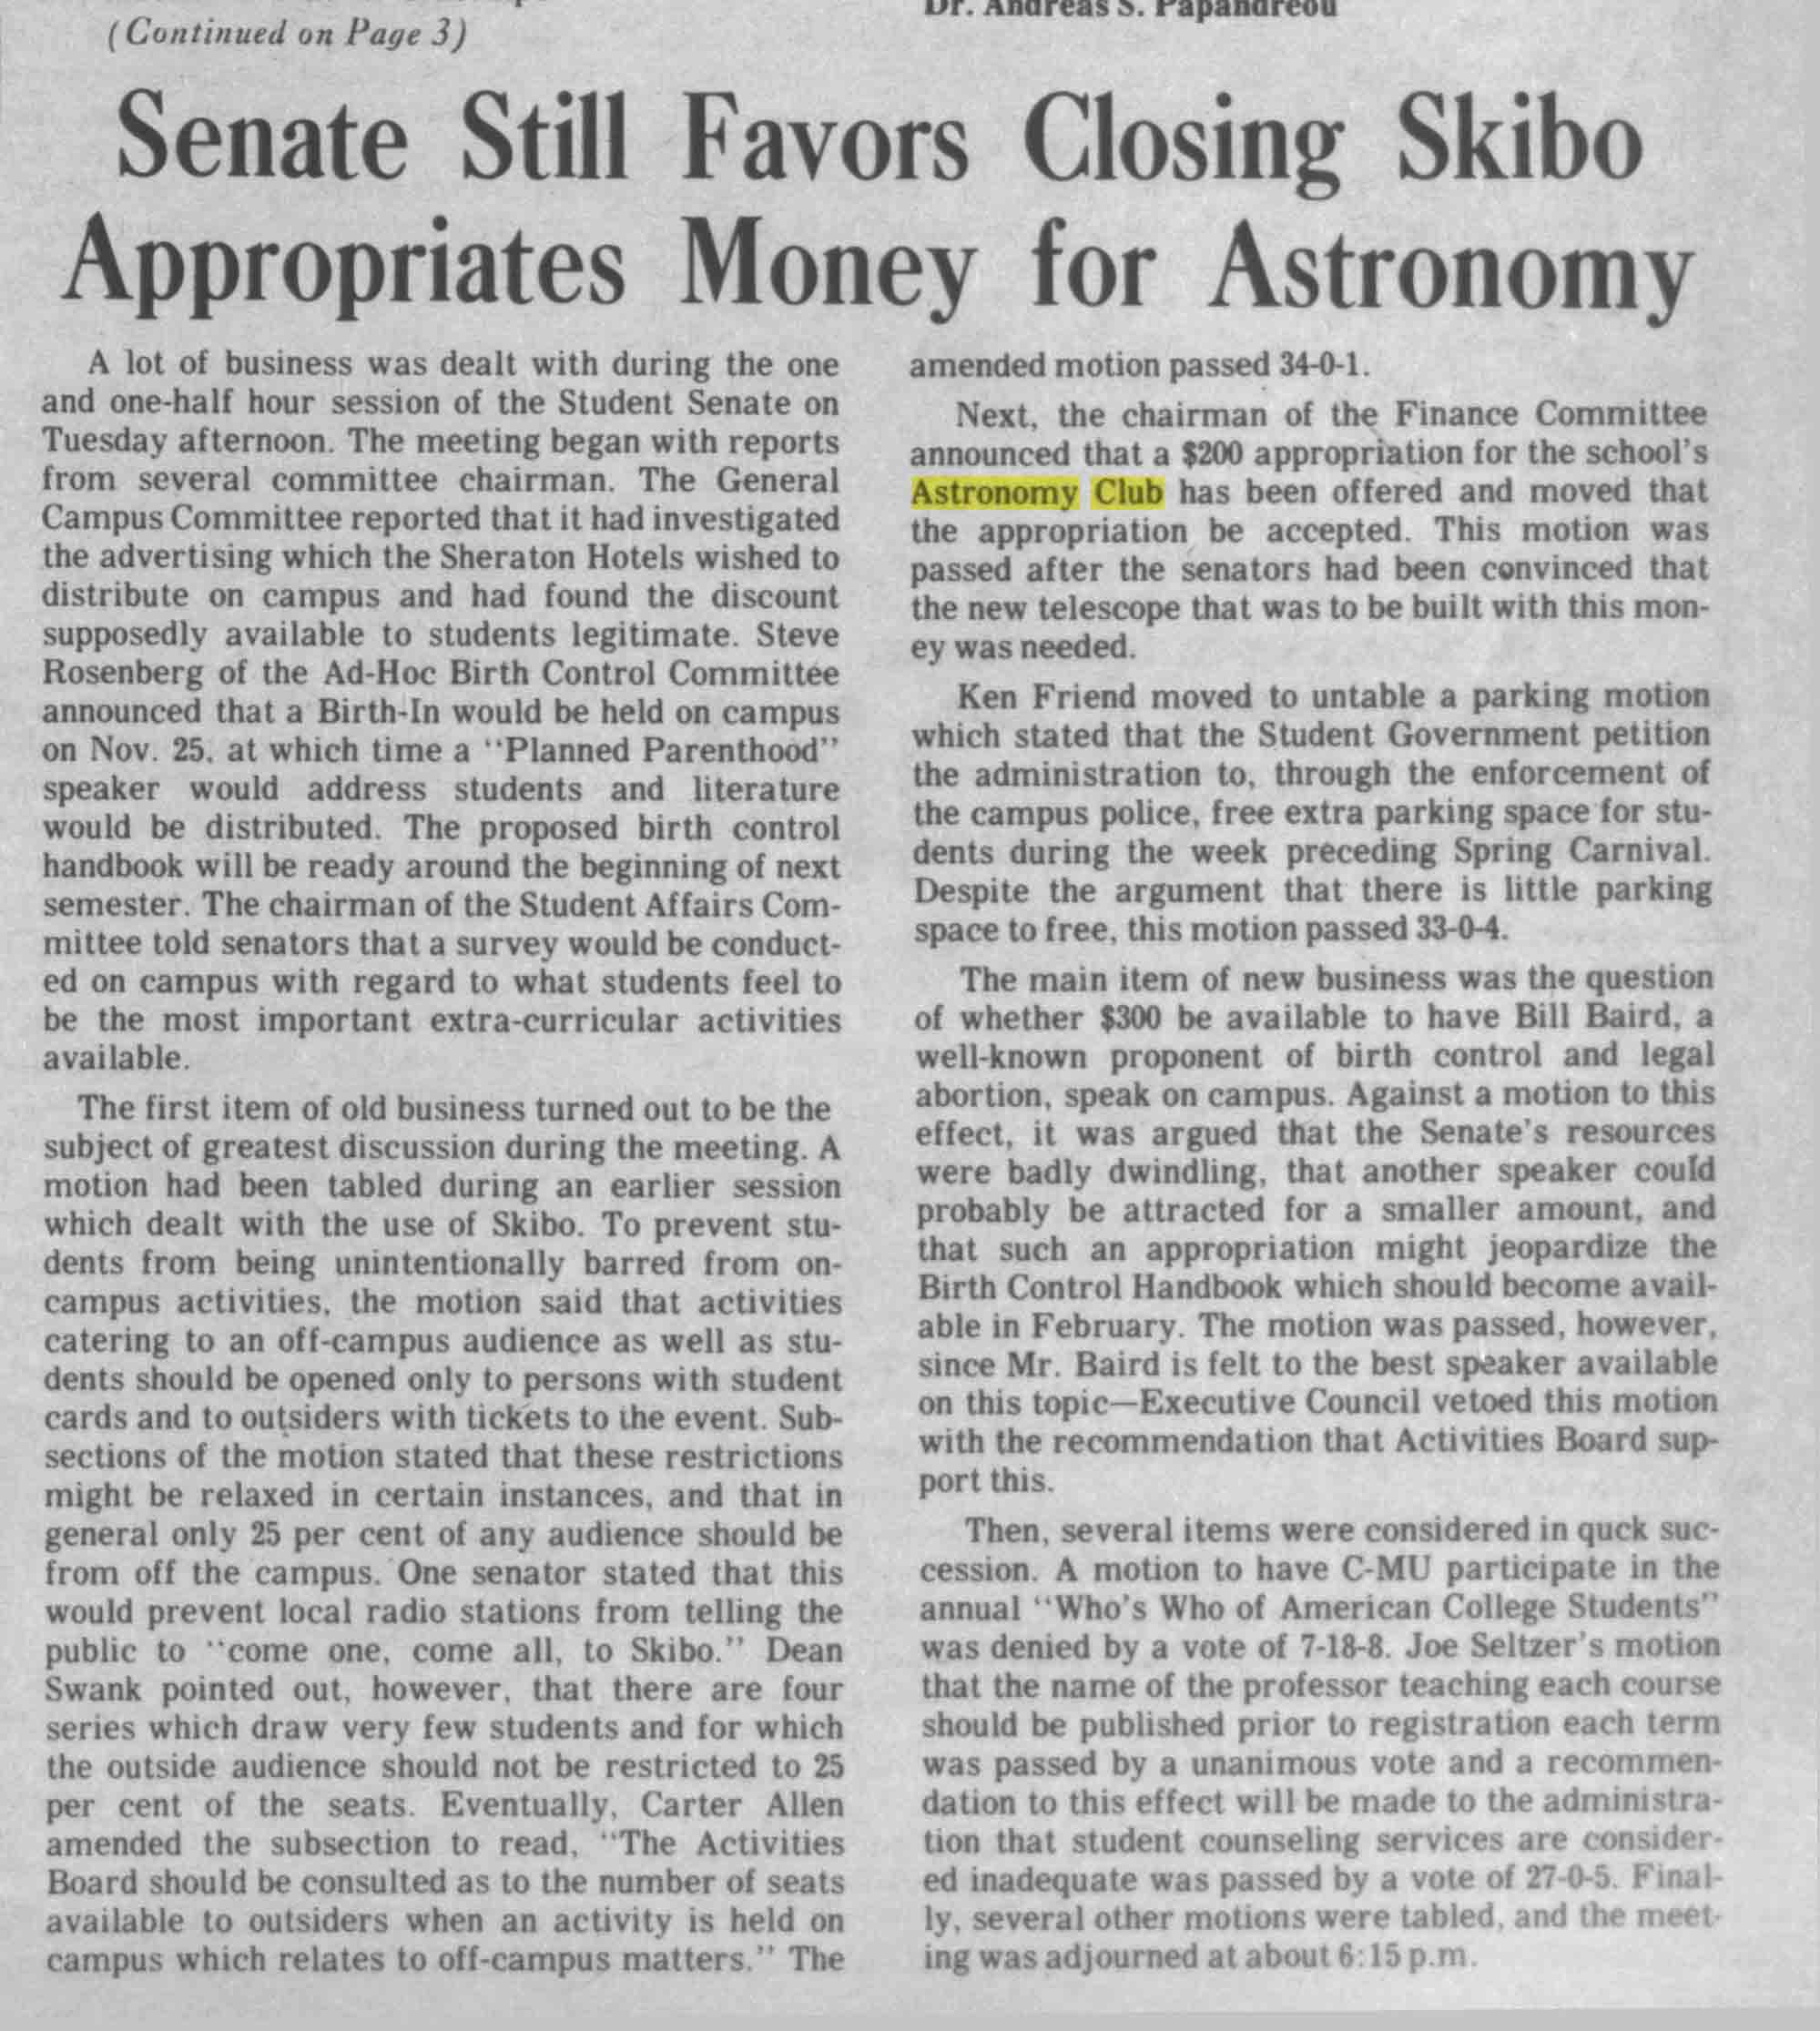 (Continued on Page 3)
Dr. Andreas S. Papandreou
Senate Still Favors Closing Skibo
Appropriates Money for Astronomy
A lot of business was dealt with during the one
and one-half hour session of the Student Senate on
Tuesday afternoon. The meeting began with reports
from several committee chairman. The General
Campus Committee reported that it had investigated
the advertising which the Sheraton Hotels wished to
distribute on campus and had found the discount
supposedly available to students legitimate. Steve
Rosenberg of the Ad-Hoc Birth Control Committee
announced that a Birth-In would be held on campus
on Nov. 25, at which time a "Planned Parenthood"
speaker would address students and literature
would be distributed. The proposed birth control
handbook will be ready around the beginning of next
semester. The chairman of the Student Affairs Com-
mittee told senators that a survey would be conduct-
ed on campus with regard to what students feel to
be the most important extra-curricular activities
available.
The first item of old business turned out to be the
subject of greatest discussion during the meeting. A
motion had been tabled during an earlier session
which dealt with the use of Skibo. To prevent stu-
dents from being unintentionally barred from on-
campus activities, the motion said that activities
catering to an off-campus audience as well as stu-
dents should be opened only to persons with student
cards and to outsiders with tickets to the event. Sub-
sections of the motion stated that these restrictions
might be relaxed in certain instances, and that in
general only 25 per cent of any audience should be
from off the campus. One senator stated that this
would prevent local radio stations from telling the
public to "come one, come all, to Skibo." Dean
Swank pointed out, however, that there are four
series which draw very few students and for which
the outside audience should not be restricted to 25
per cent of the seats. Eventually, Carter Allen
amended the subsection to read, "The Activities
Board should be consulted as to the number of seats
available to outsiders when an activity is held on
campus which relates to off-campus matters." The
amended motion passed 34-0-1.
Next, the chairman of the Finance Committee
announced that a $200 appropriation for the school's
Astronomy Club has been offered and moved that
the appropriation be accepted. This motion was
passed after the senators had been convinced that
the new telescope that was to be built with this mon-
ey was needed.
Ken Friend moved to untable a parking motion
which stated that the Student Government petition
the administration to, through the enforcement of
the campus police, free extra parking space for stu-
dents during the week preceding Spring Carnival.
Despite the argument that there is little parking
space to free, this motion passed 33-0-4.
The main item of new business was the question
of whether $300 be available to have Bill Baird, a
well-known proponent of birth control and legal
abortion, speak on campus. Against a motion to this
effect, it was argued that the Senate's resources
were badly dwindling, that another speaker could
probably be attracted for a smaller amount, and
that such an appropriation might jeopardize the
Birth Control Handbook which should become avail-
able in February. The motion was passed, however,
since Mr. Baird is felt to the best speaker available
on this topic—Executive Council vetoed this motion
with the recommendation that Activities Board sup-
port this.
Then, several items were considered in quck suc-
cession. A motion to have C-MU participate in the
annual "Who's Who of American College Students"
was denied by a vote of 7-18-8. Joe Seltzer's motion
that the name of the professor teaching each course
should be published prior to registration each term
was passed by a unanimous vote and a recommen-
dation to this effect will be made to the administra-
tion that student counseling services are consider-
ed inadequate was passed by a vote of 27-0-5. Final-
ly, several other motions were tabled, and the meet-
ing was adjourned at about 6:15 p.m.